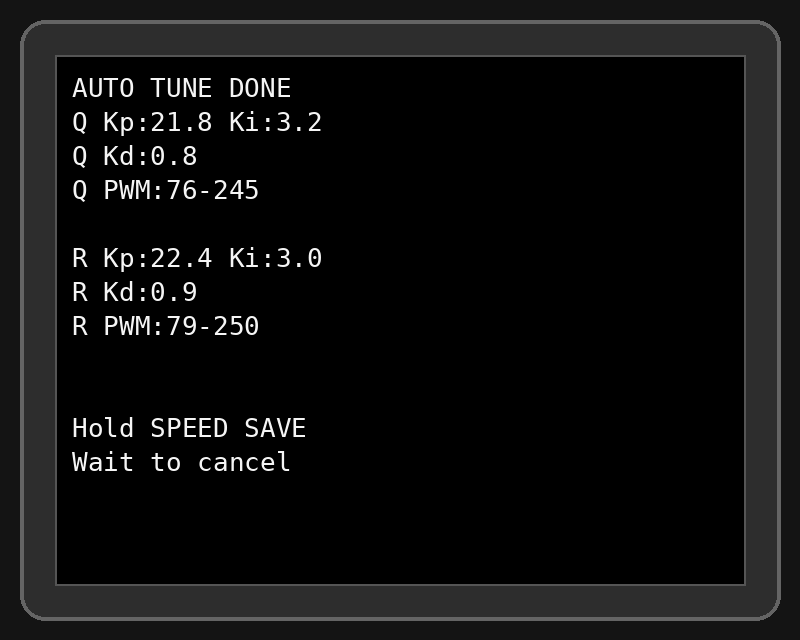 AUTO TUNE DONE
Q Kp:21.8 Ki:3.2
Q Kd:0.8
Q PWM:76-245
R Kp:22.4 Ki:3.0
R Kd:0.9
R PWM:79-250
Hold SPEED SAVE
Wait to cancel